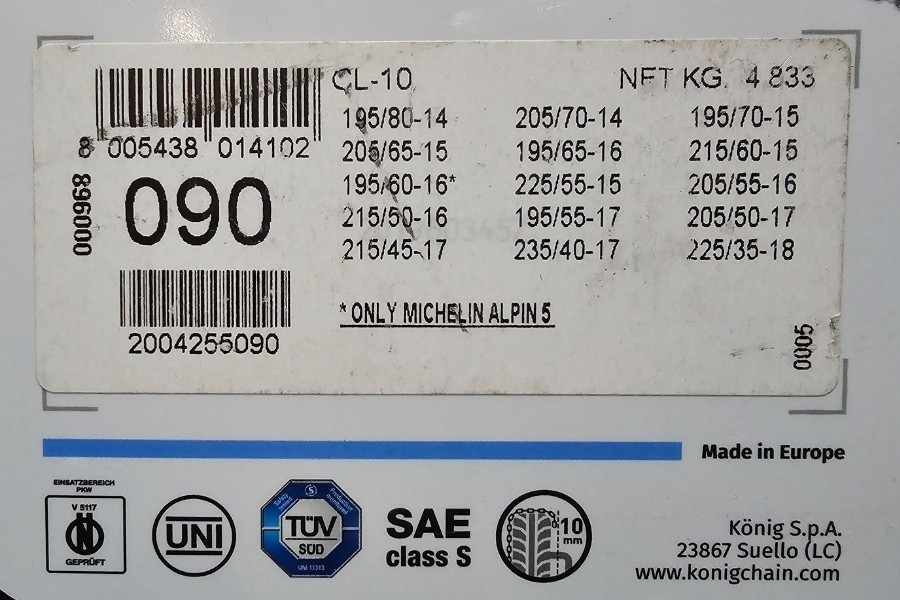 CL-10 NET KG. 4.833
195/80-14 205/70-14 195/70-15
205/65-15 195/65-16 215/60-15
195/60-16* 225/55-15 205/55-16
215/50-16 195/55-17 205/50-17
215/45-17 235/40-17 225/35-18
* ONLY MICHELIN ALPIN 5
8 005438 014102
896000
090
2004255090
0005
Made in Europe
EINSATZBEREICH
PKW
V 5117
GEPRÜFT
UNI
TÜV
SÜD
UNI 11313
SAE
class S
10
mm
König S.p.A.
23867 Suello (LC)
www.konigchain.com